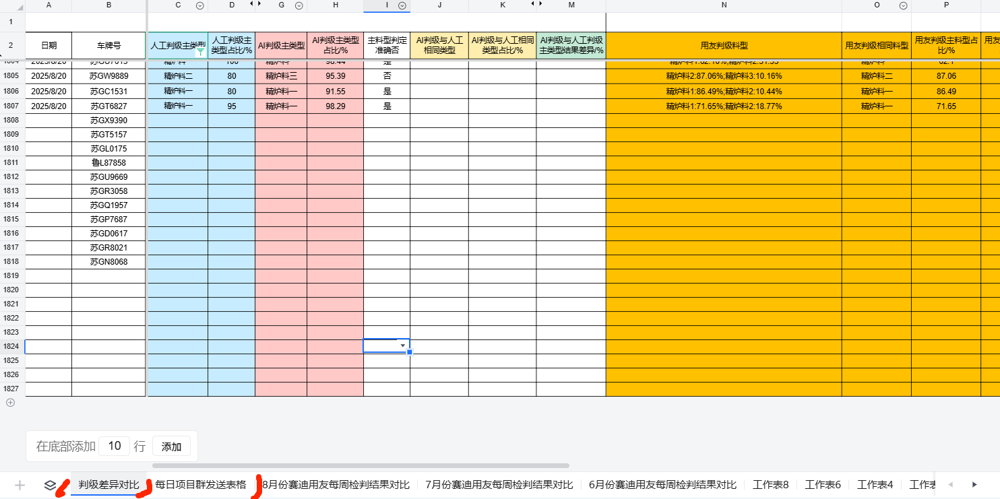 A B C D G H I J K M N O P
1
2 日期 车牌号 人工判级主类型 人工判级主类型占比/% AI判级主类型 AI判级主类型占比/% 主料型判定准确否 AI判级与人工相同类型 AI判级与人工相同类型占比/% AI判级与人工判级主类型结果差异/% 用友判级料型 用友判级相同料型 用友判级主料型占比/% 用友
1805 2025/8/20 苏GW9889 精炉料二 80 精炉料三 95.39 否 精炉料2:87.06%;精炉料3:10.16% 精炉料二 87.06
1806 2025/8/20 苏GC1531 精炉料一 80 精炉料一 91.55 是 精炉料1:86.49%;精炉料2:10.44% 精炉料一 86.49
1807 2025/8/20 苏GT6827 精炉料一 95 精炉料一 98.29 是 精炉料1:71.65%;精炉料2:18.77% 精炉料一 71.65
1808 苏GX9390
1809 苏GT5157
1810 苏GL0175
1811 鲁L87858
1812 苏GU9669
1813 苏GR3058
1814 苏GQ1957
1815 苏GP7687
1816 苏GD0617
1817 苏GR8021
1818 苏GN8068
1819
1820
1821
1822
1823
1824
1825
1826
1827
在底部添加 10 行 添加
判级差异对比 每日项目群发送表格 8月份赛迪用友每周检判结果对比 7月份赛迪用友每周检判结果对比 6月份赛迪用友每周检判结果对比 工作表8 工作表6 工作表4 工作表